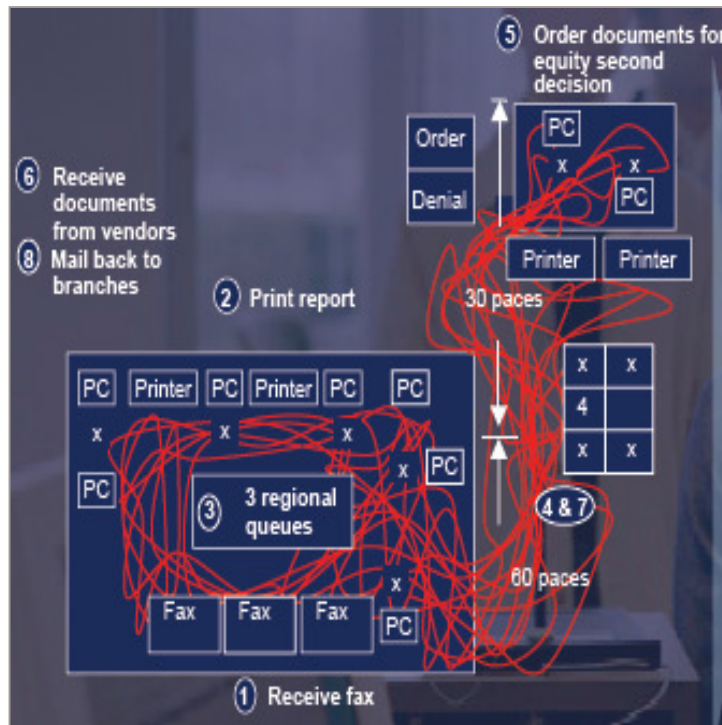 5 Order documents for
equity second
decision
PC
Order
x x
Denial
PC
6 Receive
documents
from vendors
8 Mail back to
branches
Printer Printer
2 Print report
30 paces
PC Printer PC Printer PC PC
x x
x x x
4
x PC
x x
PC
3 3 regional
queues
4 & 7
60 paces
x
Fax Fax Fax
PC
1 Receive fax